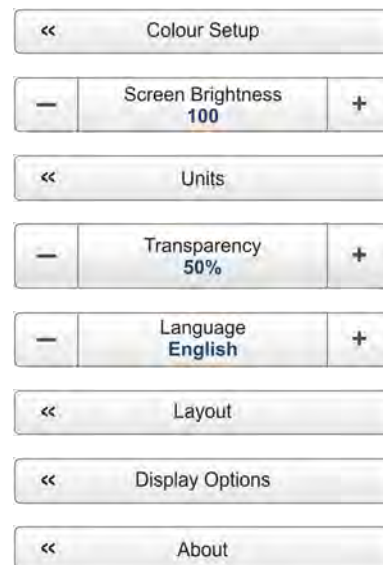 « Colour Setup
– Screen Brightness +
100
« Units
– Transparency +
50%
– Language +
English
« Layout
« Display Options
« About